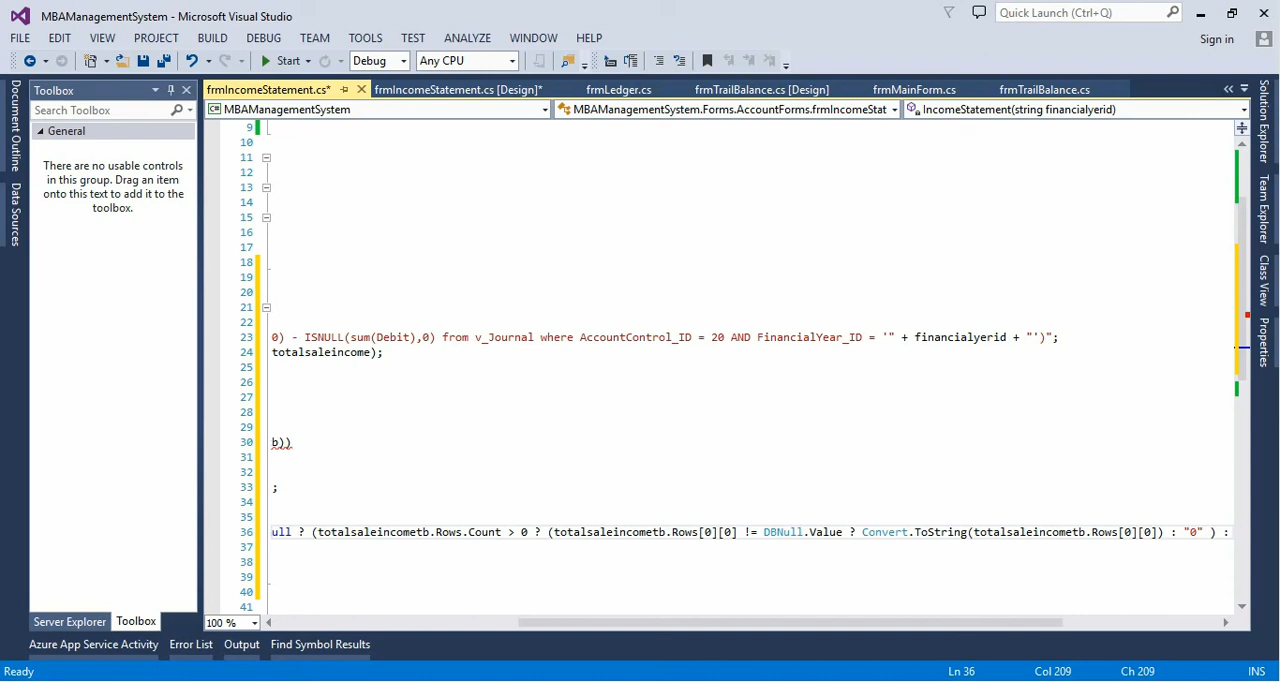 MBAManagementSystem - Microsoft Visual Studio
Quick Launch (Ctrl+Q)
FILE EDIT VIEW PROJECT BUILD DEBUG TEAM TOOLS TEST ANALYZE WINDOW HELP
Sign in
Start Debug Any CPU
Document Outline
Data Sources
Toolbox
Search Toolbox
General
There are no usable controls
in this group. Drag an item
onto this text to add it to the
toolbox.
frmIncomeStatement.cs* frmIncomeStatement.cs [Design]* frmLedger.cs frmTrailBalance.cs [Design] frmMainForm.cs frmTrailBalance.cs
MBAManagementSystem MBAManagementSystem.Forms.AccountForms.frmIncomeStat IncomeStatement(string financialyerid)
9
10
11
12
13
14
15
16
17
18
19
20
21
22
23 0) - ISNULL(sum(Debit),0) from v_Journal where AccountControl_ID = 20 AND FinancialYear_ID = '" + financialyerid + "')";
24 totalsaleincome);
25
26
27
28
29
30 b))
31
32
33 ;
34
35
36 ull ? (totalsaleincometb.Rows.Count > 0 ? (totalsaleincometb.Rows[0][0] != DBNull.Value ? Convert.ToString(totalsaleincometb.Rows[0][0]) : "0" ) :
37
38
39
40
41
100 %
Solution Explorer
Team Explorer
Class View
Properties
Server Explorer Toolbox
Azure App Service Activity Error List Output Find Symbol Results
Ready Ln 36 Col 209 Ch 209 INS